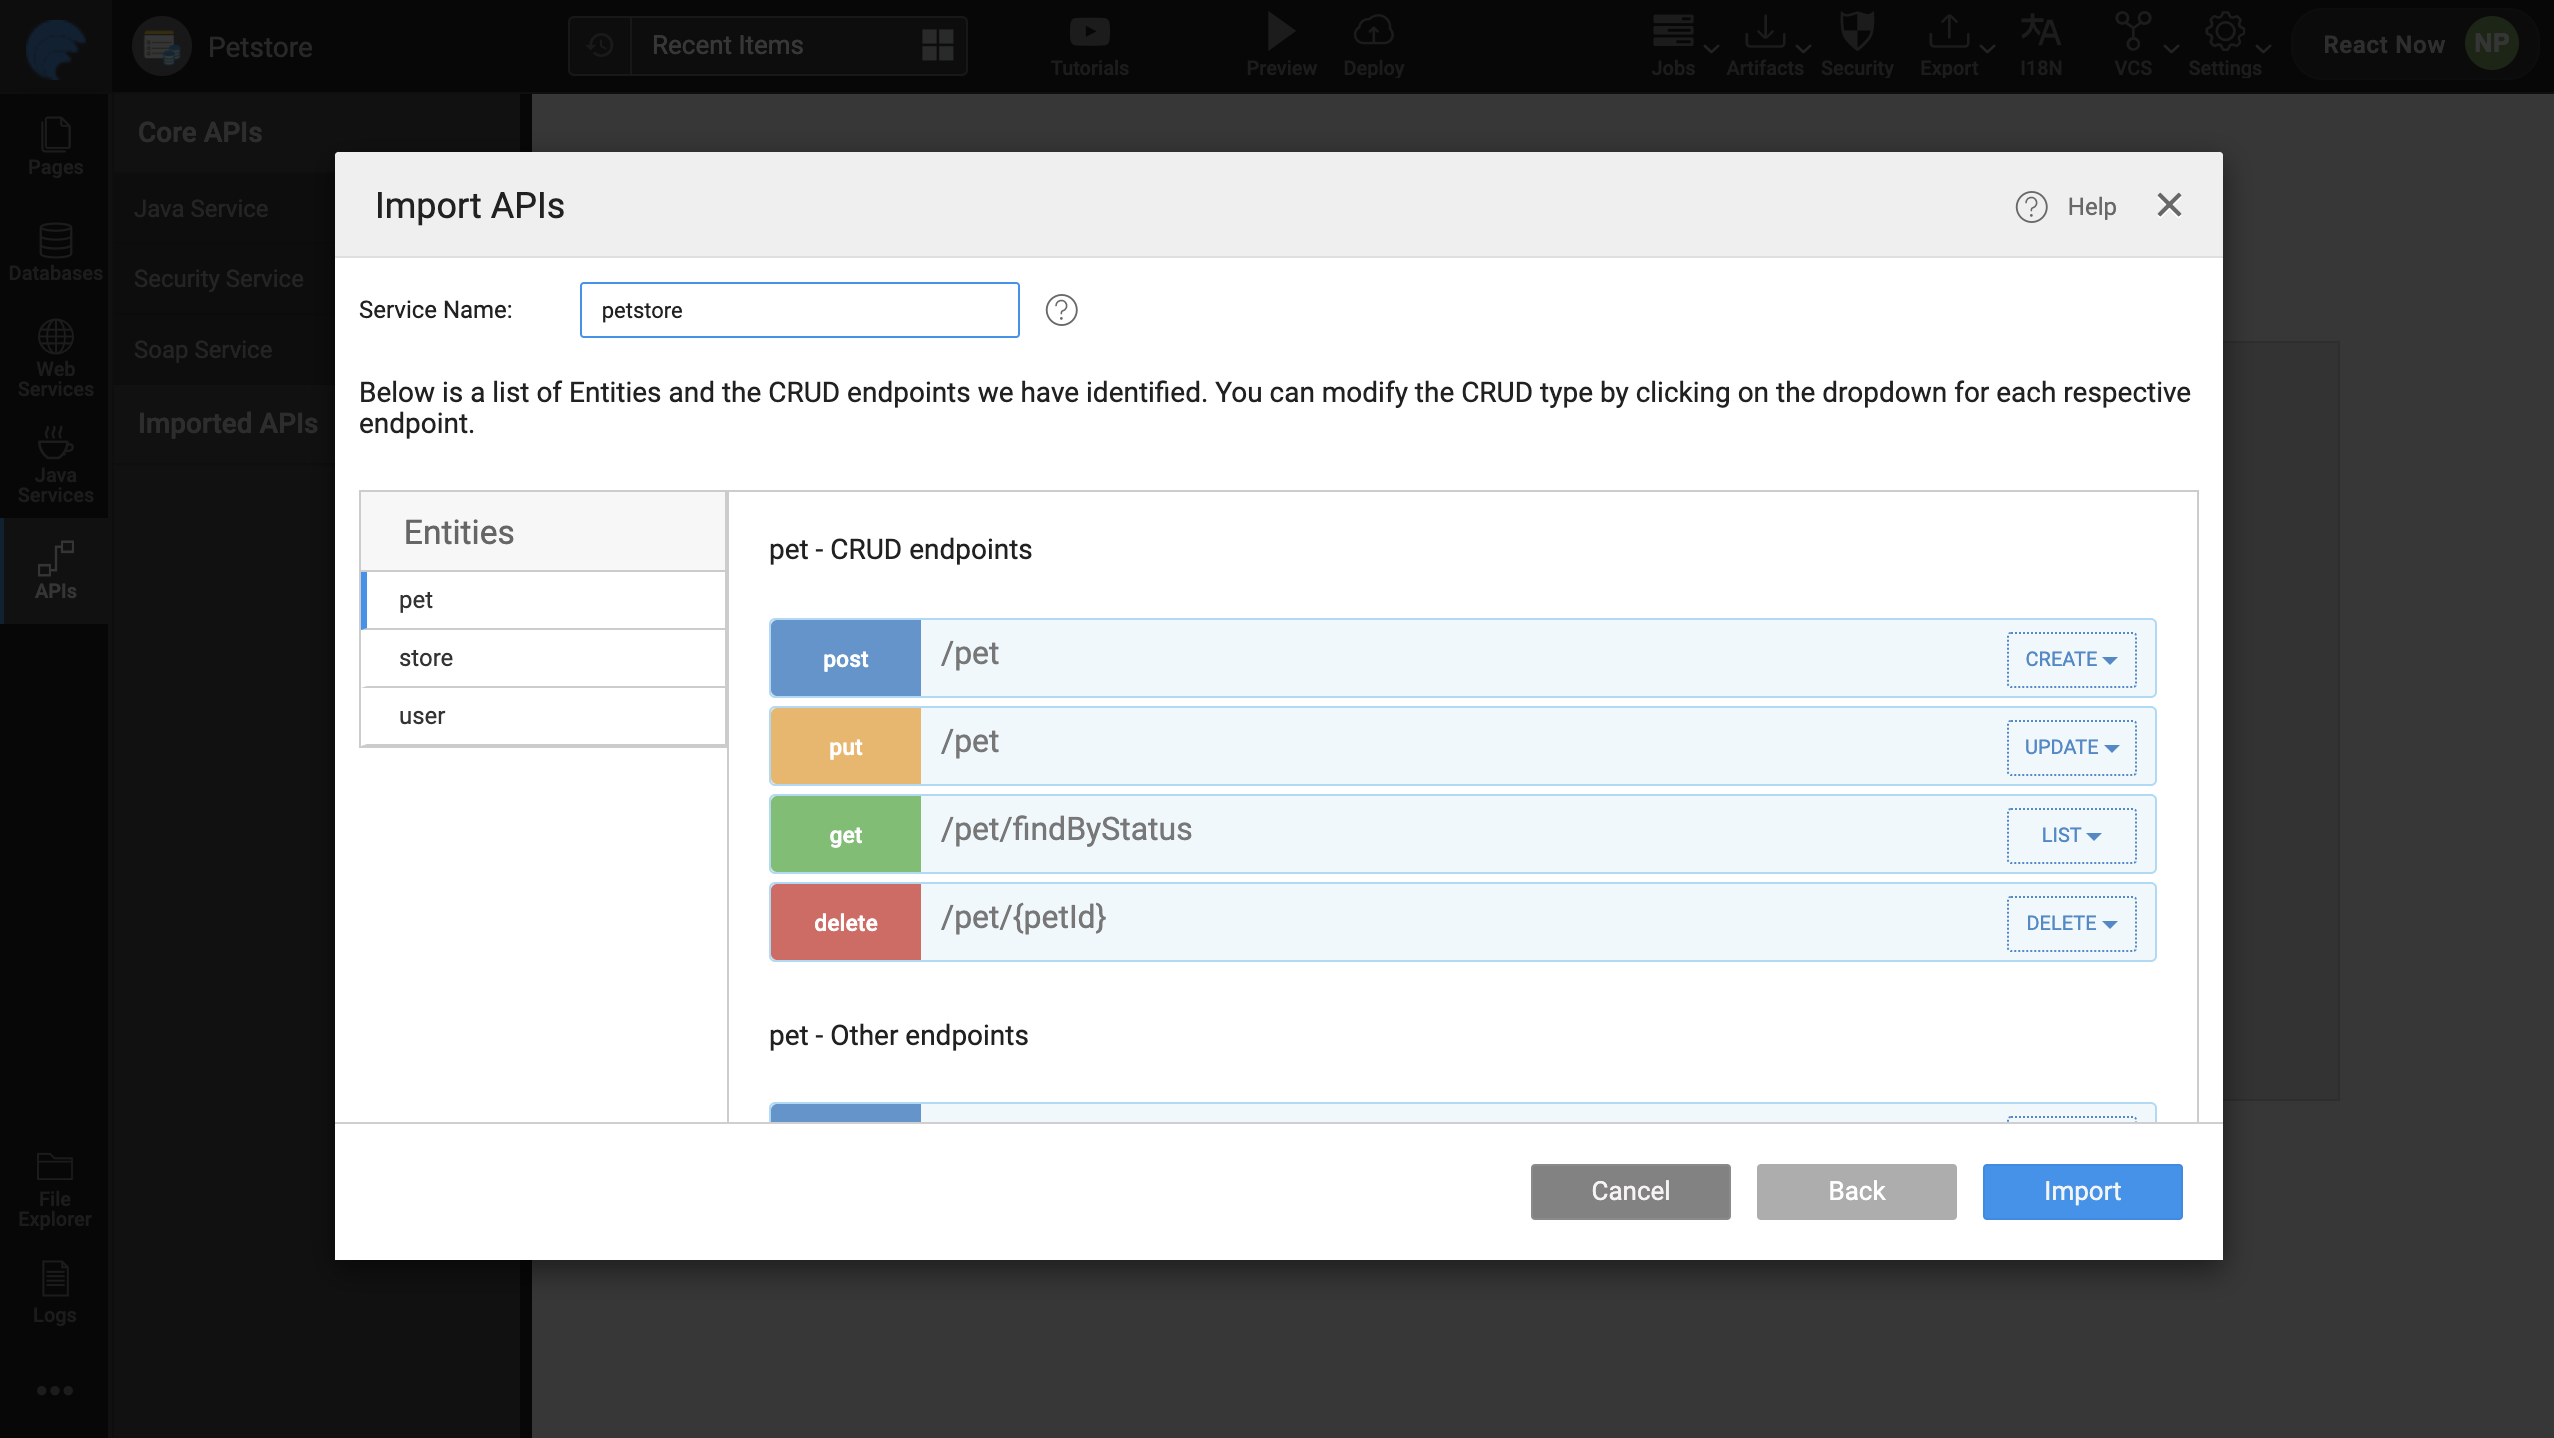 Petstore
Recent Items
Tutorials
Preview
Deploy
Jobs
Artifacts
Security
Export
I18N
VCS
Settings
React Now
NP
Pages
Databases
Web
Services
Java
Services
APIs
File
Explorer
Logs
Core APIs
Java Service
Security Service
Soap Service
Imported APIs
Import APIs
? Help
Service Name:
petstore
?
Below is a list of Entities and the CRUD endpoints we have identified. You can modify the CRUD type by clicking on the dropdown for each respective
endpoint.
Entities
pet
store
user
pet - CRUD endpoints
post /pet CREATE
put /pet UPDATE
get /pet/findByStatus LIST
delete /pet/{petId} DELETE
pet - Other endpoints
Cancel
Back
Import